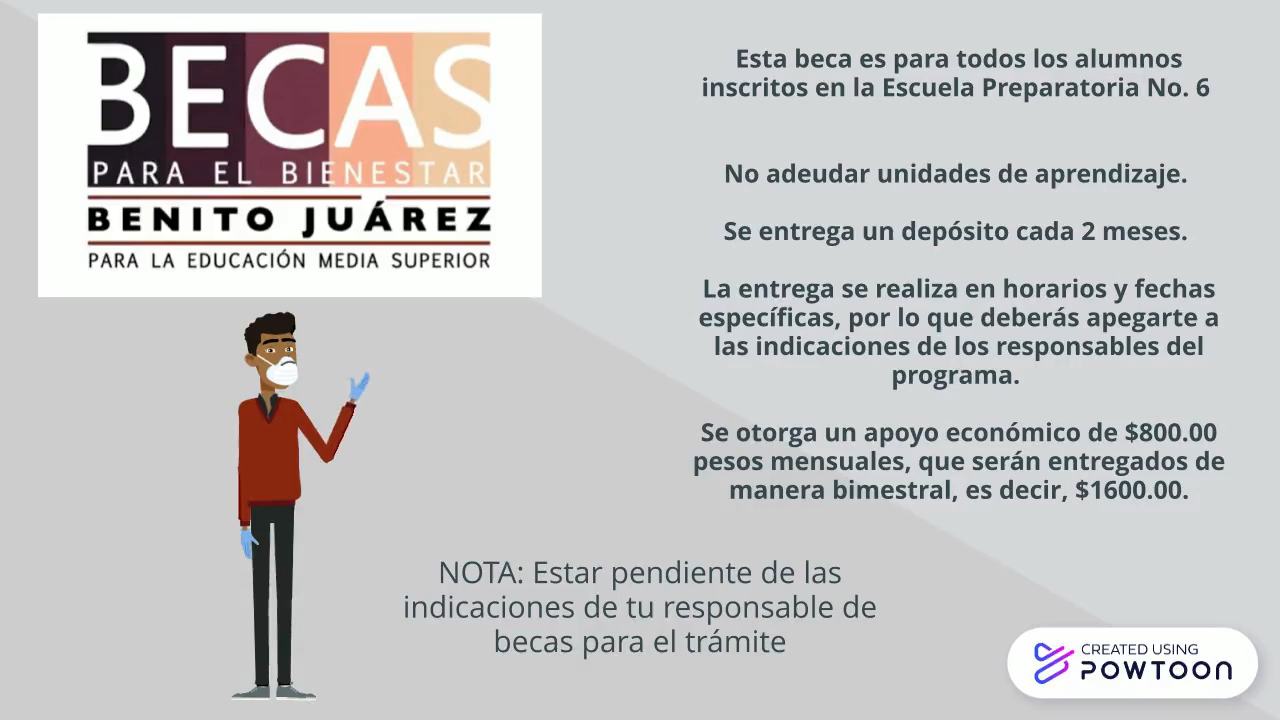 BECAS
PARA EL BIENESTAR
BENITO JUÁREZ
PARA LA EDUCACIÓN MEDIA SUPERIOR
Esta beca es para todos los alumnos
inscritos en la Escuela Preparatoria No. 6
No adeudar unidades de aprendizaje.
Se entrega un depósito cada 2 meses.
La entrega se realiza en horarios y fechas
específicas, por lo que deberás apegarte a
las indicaciones de los responsables del
programa.
Se otorga un apoyo económico de $800.00
pesos mensuales, que serán entregados de
manera bimestral, es decir, $1600.00.
NOTA: Estar pendiente de las
indicaciones de tu responsable de
becas para el trámite
CREATED USING
POWTOON